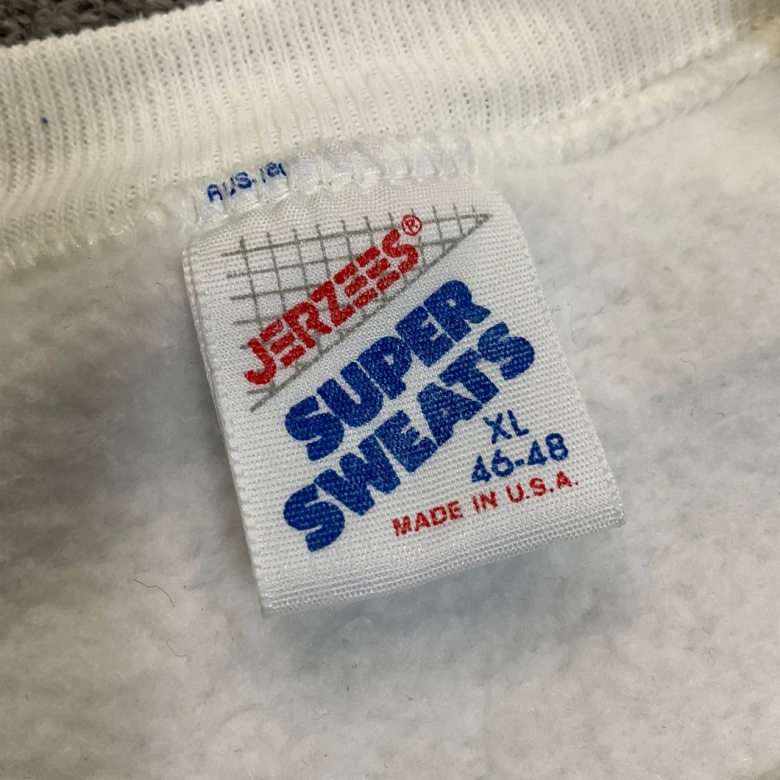 JERZEES®
SUPER
SWEATS
XL
46-48
MADE IN U.S.A.